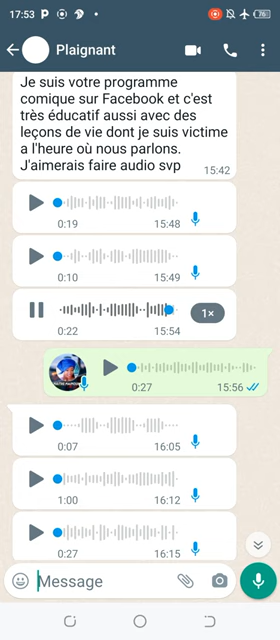 17:53
76
Plaignant
Je suis votre programme
comique sur Facebook et c'est
très éducatif aussi avec des
leçons de vie dont je suis victime
a l'heure où nous parlons.
J'aimerais faire audio svp
15:42
0:19 15:48
0:10 15:49
1×
0:22 15:54
0:27 15:56
0:07 16:05
1:00 16:12
0:27 16:15
Message